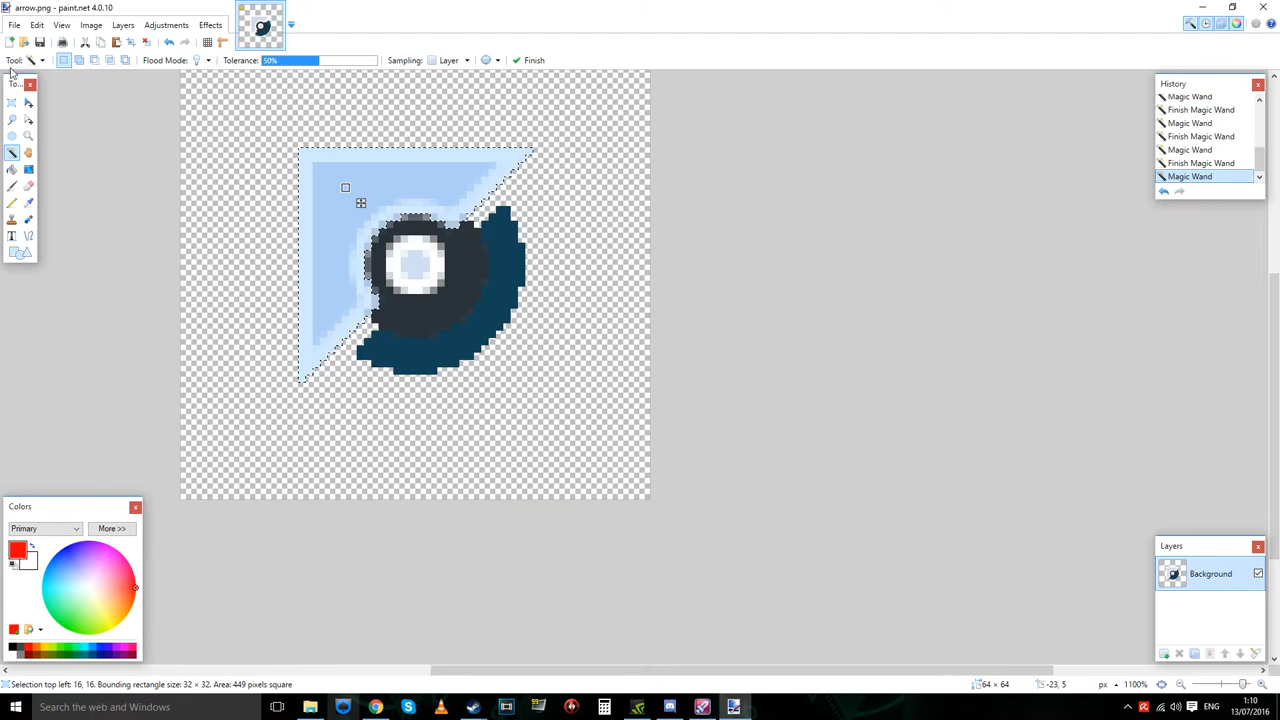 arrow.png - paint.net 4.0.10
File Edit View Image Layers Adjustments Effects
Tool: Flood Mode: Tolerance: 50% Sampling: Layer Finish
To...
History
Magic Wand
Finish Magic Wand
Magic Wand
Finish Magic Wand
Magic Wand
Finish Magic Wand
Magic Wand
Colors
Primary More >>
Layers
Background
Selection top left: 16, 16. Bounding rectangle size: 32 × 32. Area: 449 pixels square 64 × 64 -23, 5 px 1100%
Search the web and Windows ENG 1:10
13/07/2016